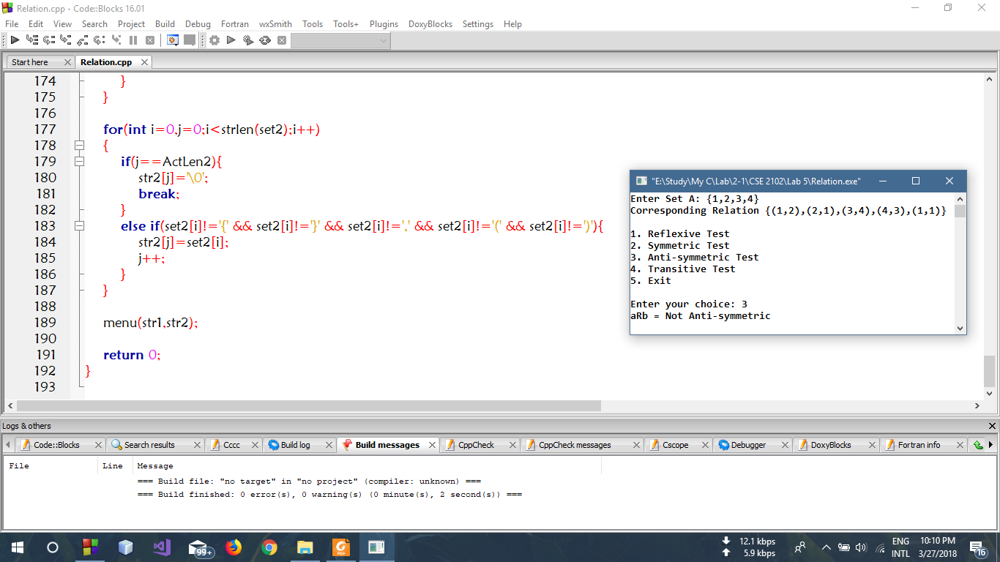 Relation.cpp - Code::Blocks 16.01
File Edit View Search Project Build Debug Fortran wxSmith Tools Tools+ Plugins DoxyBlocks Settings Help
Start here Relation.cpp
174 }
175 }
176
177 for(int i=0,j=0;i<strlen(set2);i++)
178 {
179 if(j==ActLen2){
180 str2[j]='\0';
181 break;
182 }
183 else if(set2[i]!='{' && set2[i]!='}' && set2[i]!=',' && set2[i]!='(' && set2[i]!=')'){
184 str2[j]=set2[i];
185 j++;
186 }
187 }
188
189 menu(str1,str2);
190
191 return 0;
192 }
193
"E:\Study\My C\Lab\2-1\CSE 2102\Lab 5\Relation.exe"
Enter Set A: {1,2,3,4}
Corresponding Relation {(1,2),(2,1),(3,4),(4,3),(1,1)}
1. Reflexive Test
2. Symmetric Test
3. Anti-symmetric Test
4. Transitive Test
5. Exit
Enter your choice: 3
aRb = Not Anti-symmetric
Logs & others
Code::Blocks Search results Cccc Build log Build messages CppCheck CppCheck messages Cscope Debugger DoxyBlocks Fortran info
File Line Message
=== Build file: "no target" in "no project" (compiler: unknown) ===
=== Build finished: 0 error(s), 0 warning(s) (0 minute(s), 2 second(s)) ===
99+
PDF
12.1 kbps
5.9 kbps
ENG
INTL
10:10 PM
3/27/2018
16